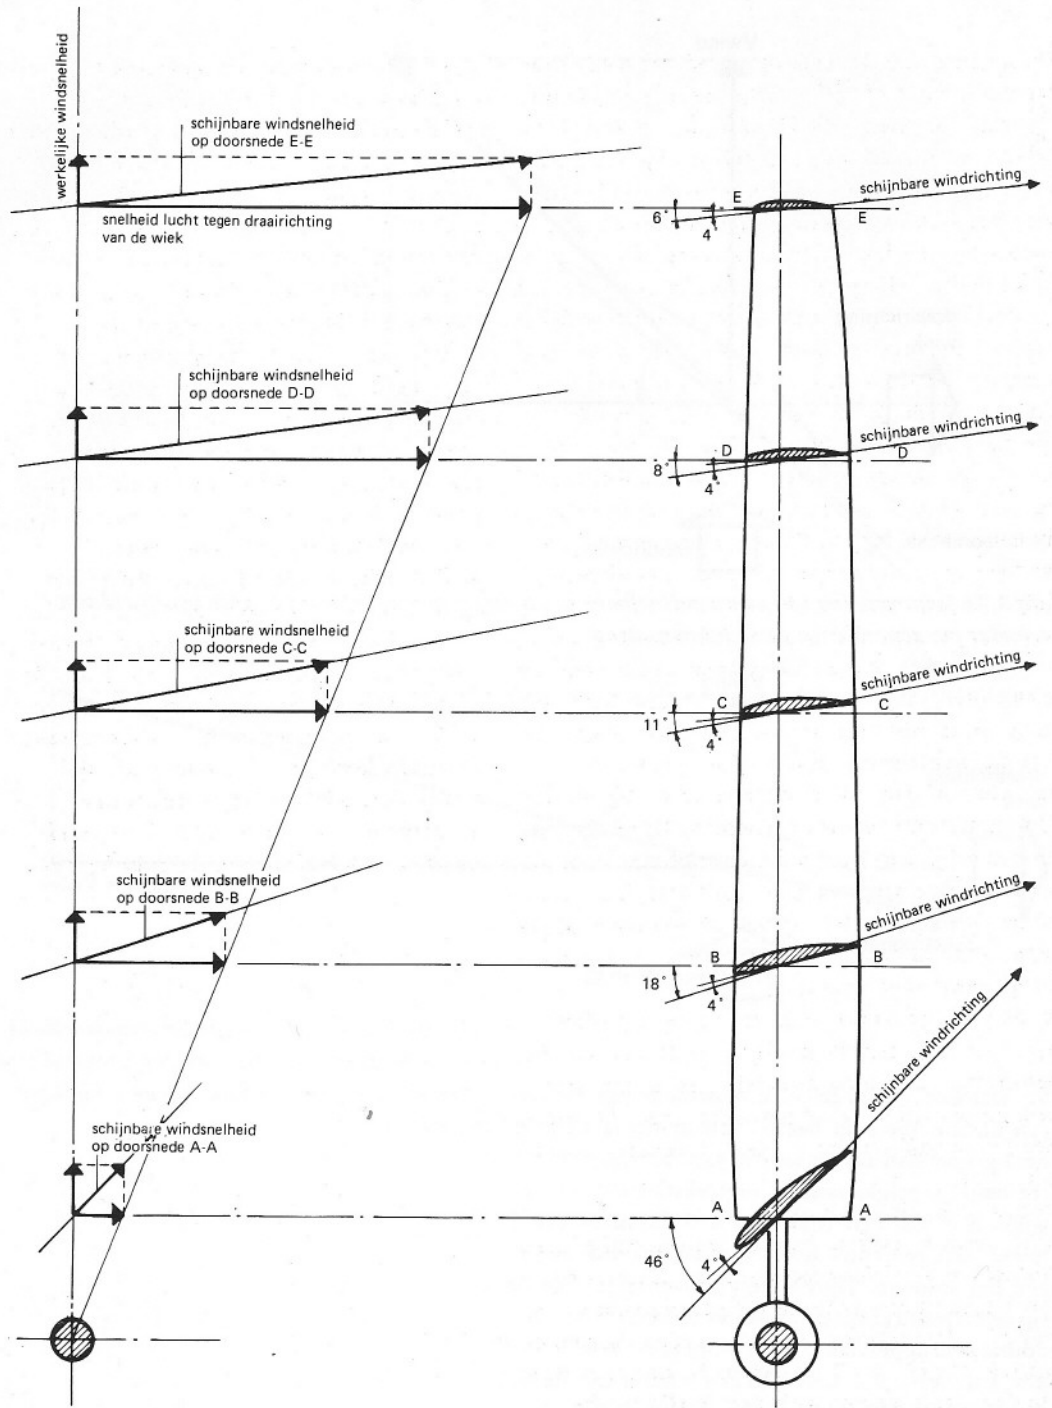 werkelijke windsnelheid
schijnbare windsnelheid
op doorsnede E-E
snelheid lucht tegen draairichting
van de wiek
schijnbare windrichting
E
E
6°
4°
schijnbare windsnelheid
op doorsnede D-D
schijnbare windrichting
D
D
8°
4°
schijnbare windsnelheid
op doorsnede C-C
schijnbare windrichting
C
C
11°
4°
schijnbare windsnelheid
op doorsnede B-B
schijnbare windrichting
B
B
18°
4°
schijnbare windsnelheid
op doorsnede A-A
schijnbare windrichting
A
A
46°
4°